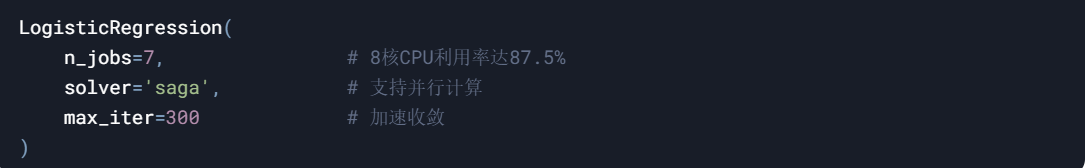 LogisticRegression(
    n_jobs=7,                # 8核CPU利用率达87.5%
    solver='saga',           # 支持并行计算
    max_iter=300             # 加速收敛
)